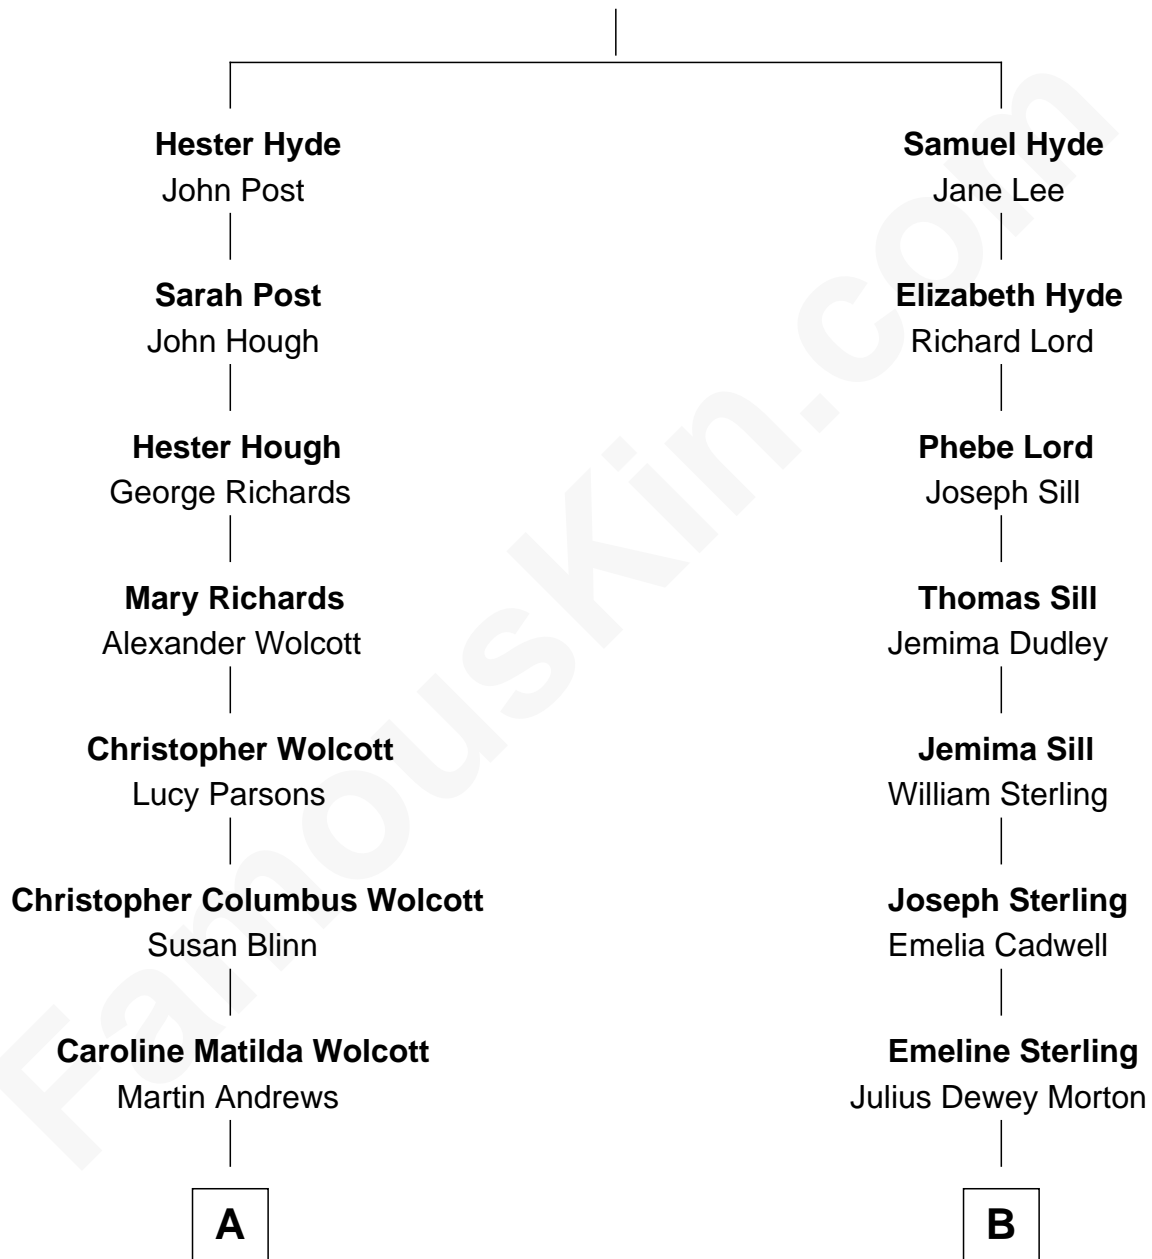 Hester Hyde
John Post
Sarah Post
John Hough
Hester Hough
George Richards
Mary Richards
Alexander Wolcott
Christopher Wolcott
Lucy Parsons
Christopher Columbus Wolcott
Susan Blinn
Caroline Matilda Wolcott
Martin Andrews
A
Samuel Hyde
Jane Lee
Elizabeth Hyde
Richard Lord
Phebe Lord
Joseph Sill
Thomas Sill
Jemima Dudley
Jemima Sill
William Sterling
Joseph Sterling
Emelia Cadwell
Emeline Sterling
Julius Dewey Morton
B
FamousKin.com